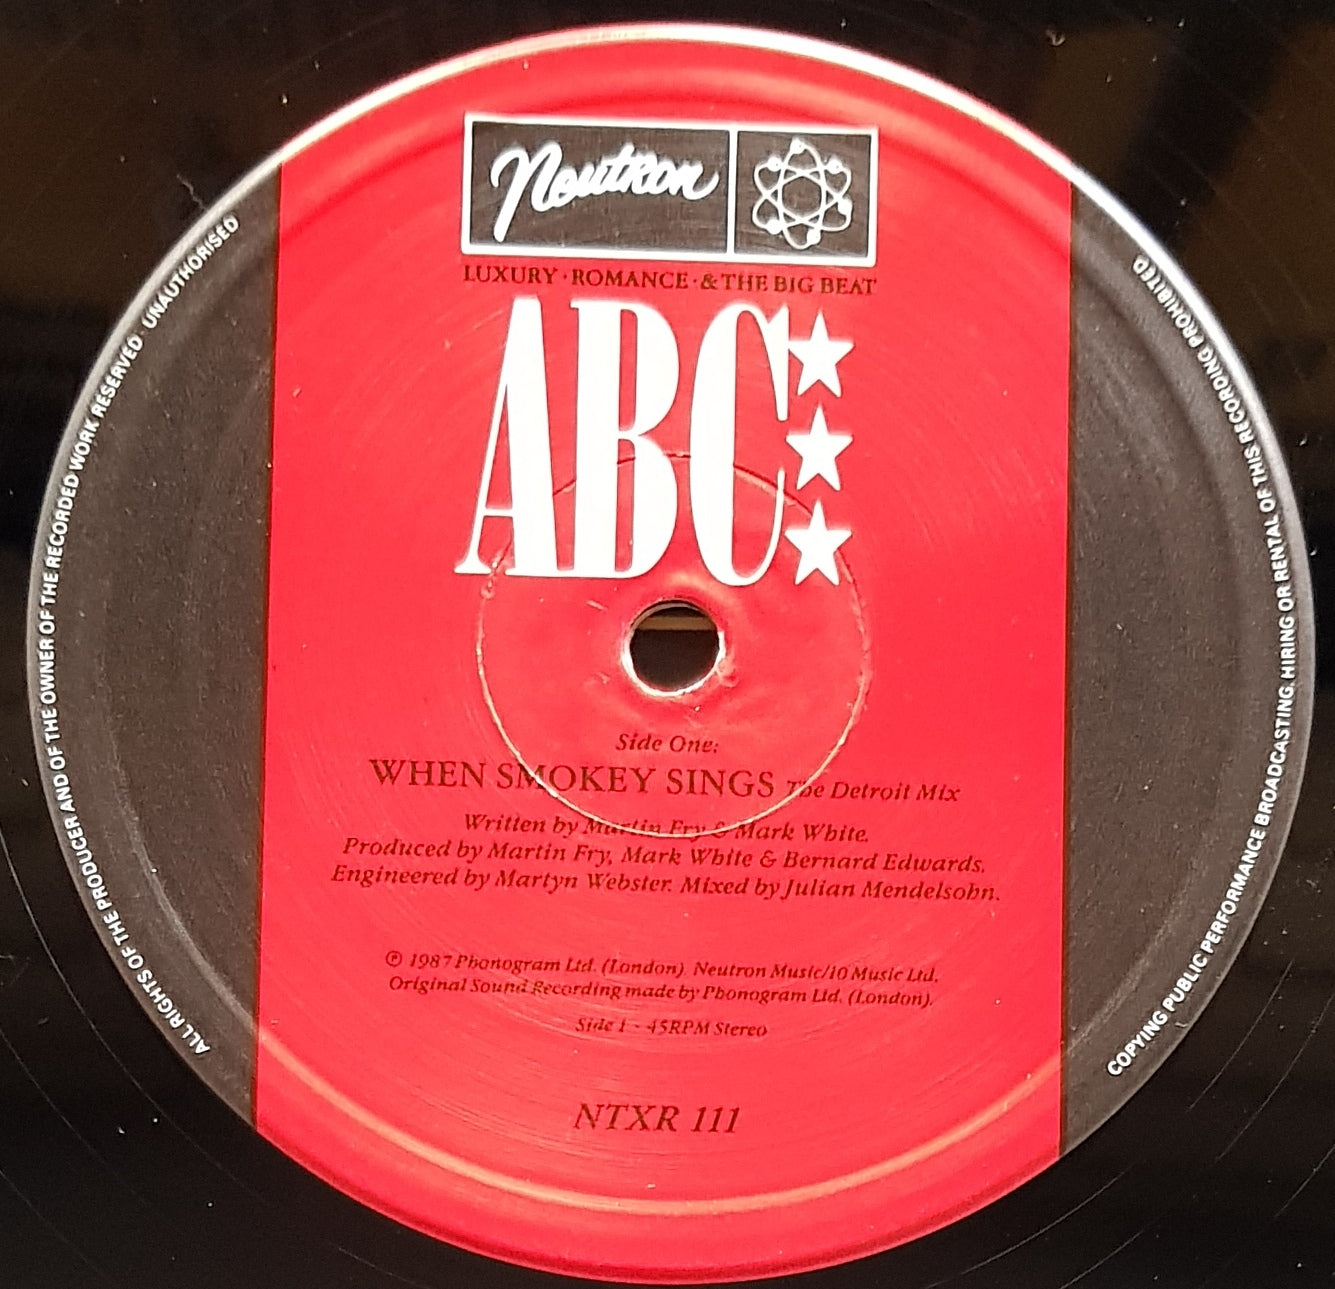 Neutron
LUXURY · ROMANCE · & THE BIG BEAT
ABC
Side One:
WHEN SMOKEY SINGS The Detroit Mix
Written by Martin Fry & Mark White.
Produced by Martin Fry, Mark White & Bernard Edwards.
Engineered by Martyn Webster. Mixed by Julian Mendelsohn.
℗ 1987 Phonogram Ltd. (London). Neutron Music/10 Music Ltd.
Original Sound Recording made by Phonogram Ltd. (London).
Side 1 - 45RPM Stereo
NTXR 111
ALL RIGHTS OF THE PRODUCER AND OF THE OWNER OF THE RECORDED WORK RESERVED · UNAUTHORISED
COPYING PUBLIC PERFORMANCE BROADCASTING, HIRING OR RENTAL OF THIS RECORDING PROHIBITED